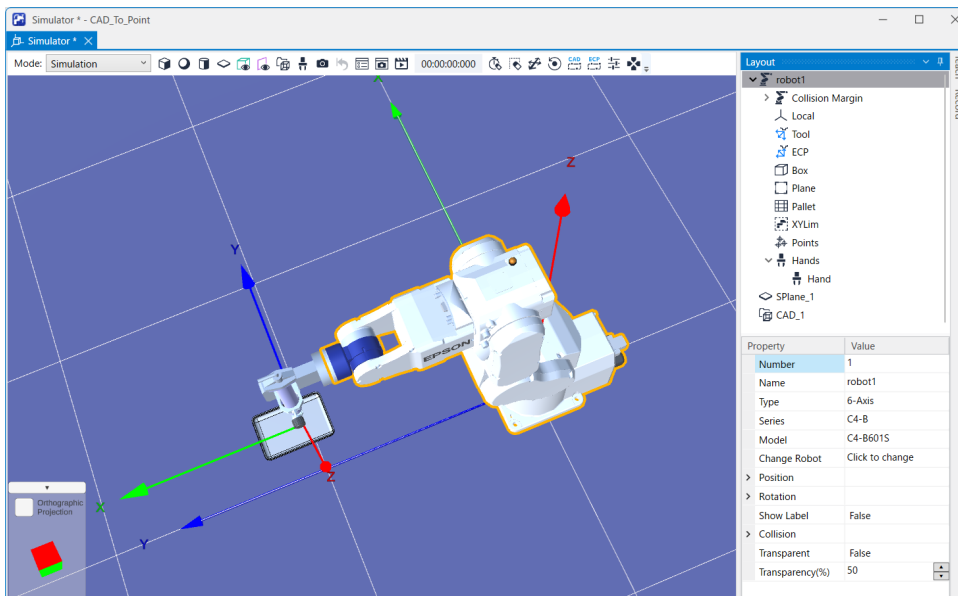 Simulator * - CAD_To_Point
Simulator *
Mode: Simulation 00:00:00:000 CAD ECP
Layout
robot1
Collision Margin
Local
Tool
ECP
Box
Plane
Pallet
XYLim
Points
Hands
Hand
SPlane_1
CAD_1
Property Value
Number 1
Name robot1
Type 6-Axis
Series C4-B
Model C4-B601S
Change Robot Click to change
Position
Rotation
Show Label False
Collision
Transparent False
Transparency(%) 50
Z
Y
EPSON
Z
X
Y
Orthographic
Projection